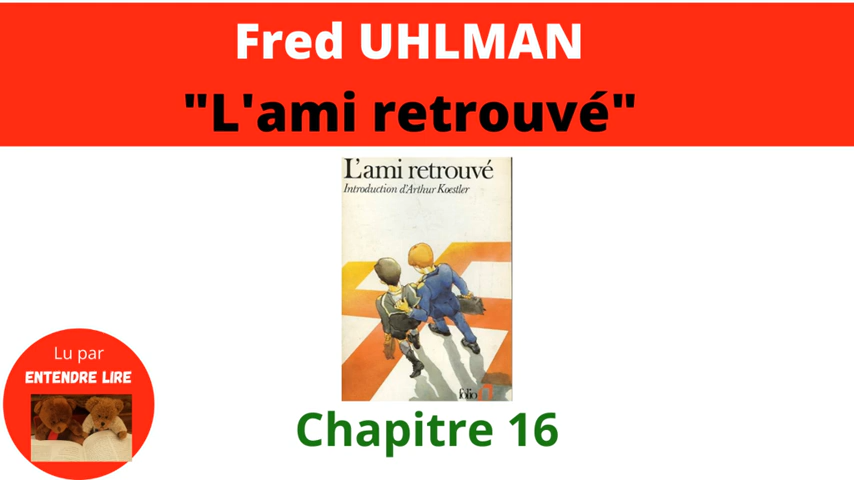 Fred UHLMAN
"L'ami retrouvé"
L'ami retrouvé
Introduction d'Arthur Koestler
folio
Lu par
ENTENDRE LIRE
Chapitre 16